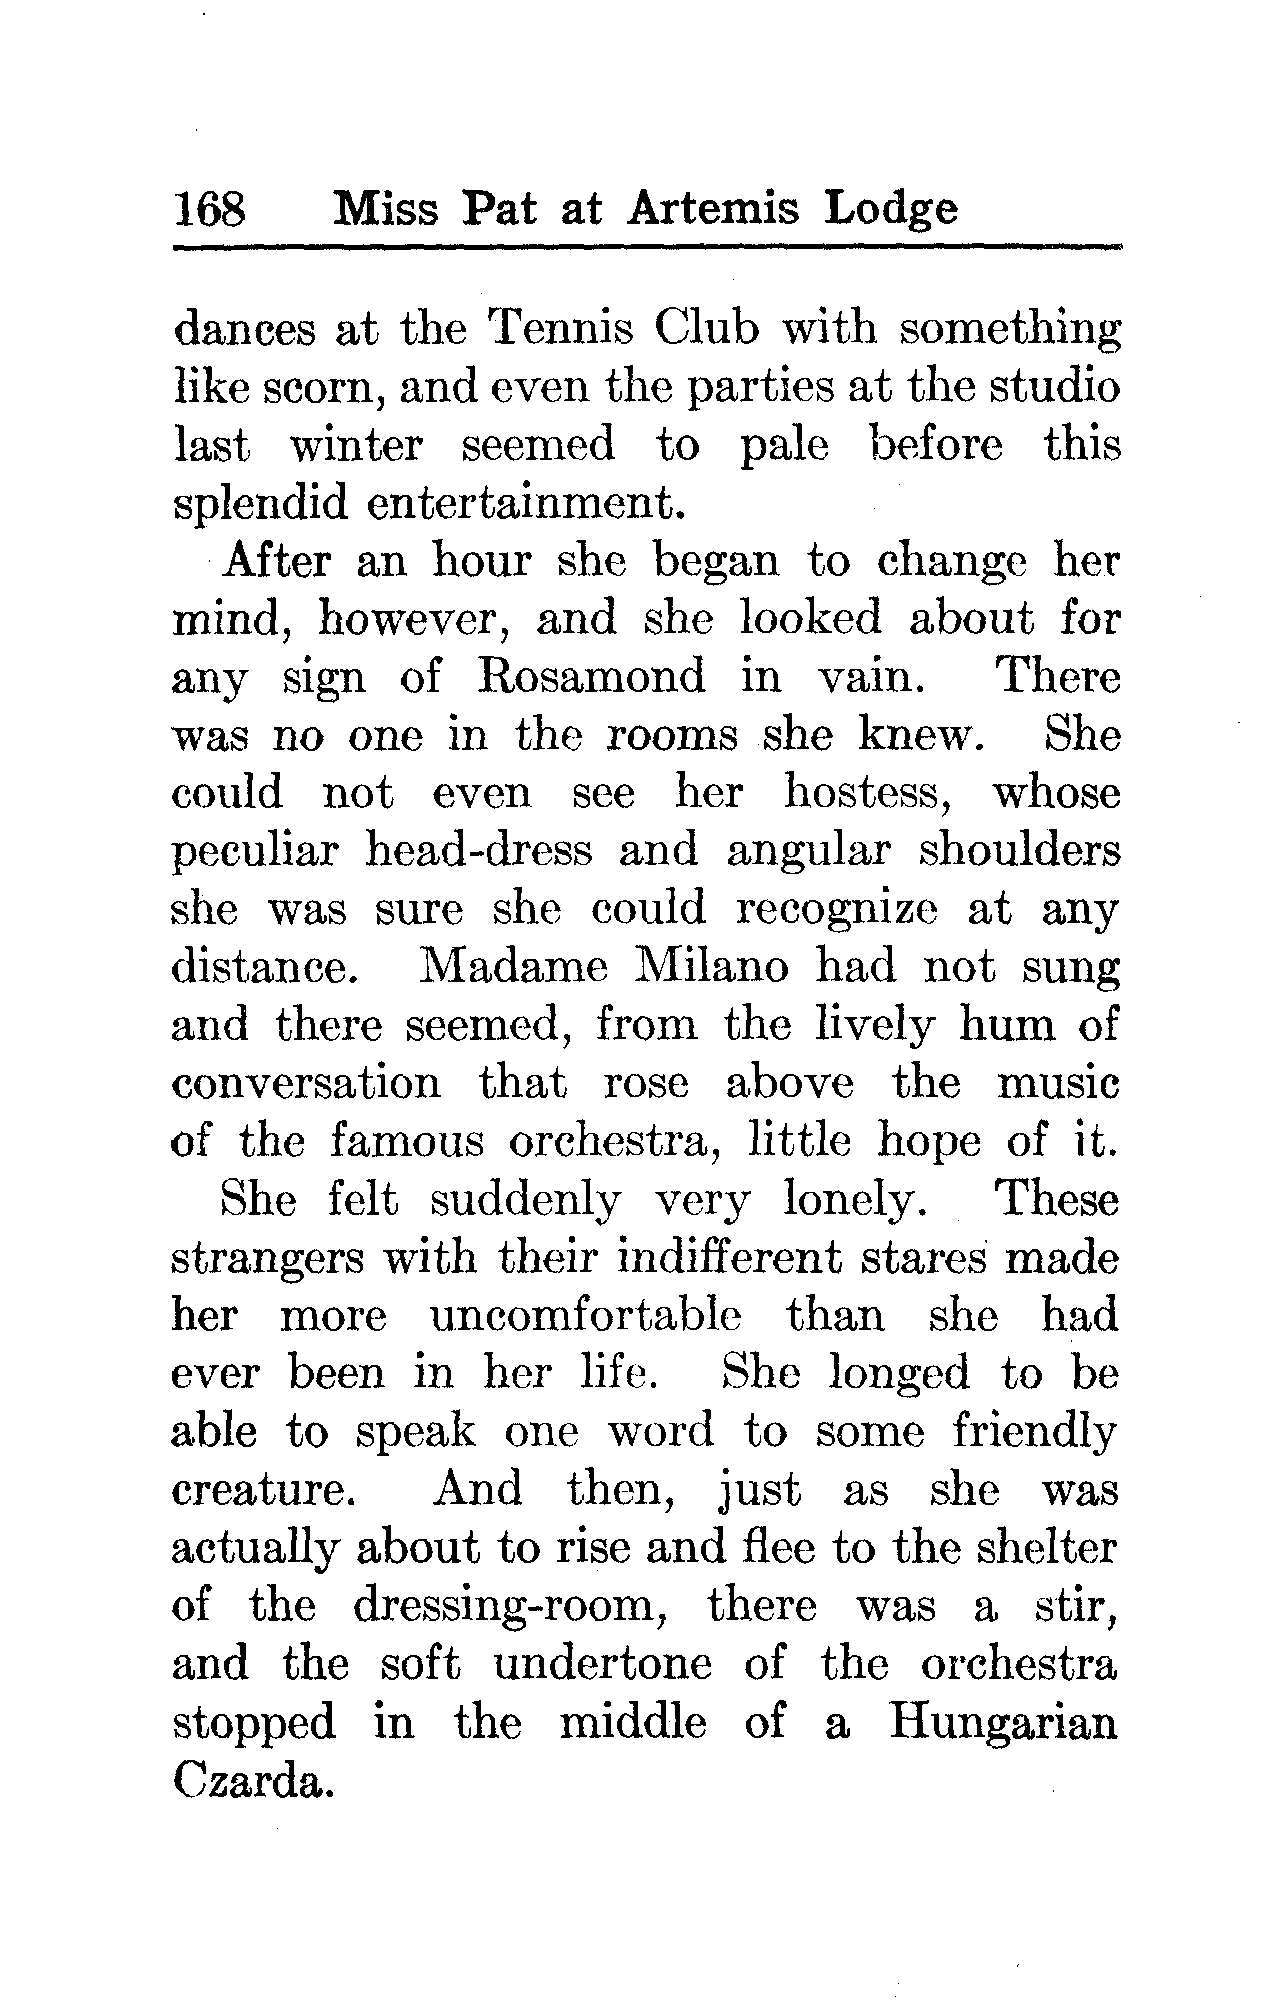 168 Miss Pat at Artemis Lodge
dances at the Tennis Club with something
like scorn, and even the parties at the studio
last winter seemed to pale before this
splendid entertainment.
After an hour she began to change her
mind, however, and she looked about for
any sign of Rosamond in vain. There
was no one in the rooms she knew. She
could not even see her hostess, whose
peculiar head-dress and angular shoulders
she was sure she could recognize at any
distance. Madame Milano had not sung
and there seemed, from the lively hum of
conversation that rose above the music
of the famous orchestra, little hope of it.
She felt suddenly very lonely. These
strangers with their indifferent stares made
her more uncomfortable than she had
ever been in her life. She longed to be
able to speak one word to some friendly
creature. And then, just as she was
actually about to rise and flee to the shelter
of the dressing-room, there was a stir,
and the soft undertone of the orchestra
stopped in the middle of a Hungarian
Czarda.